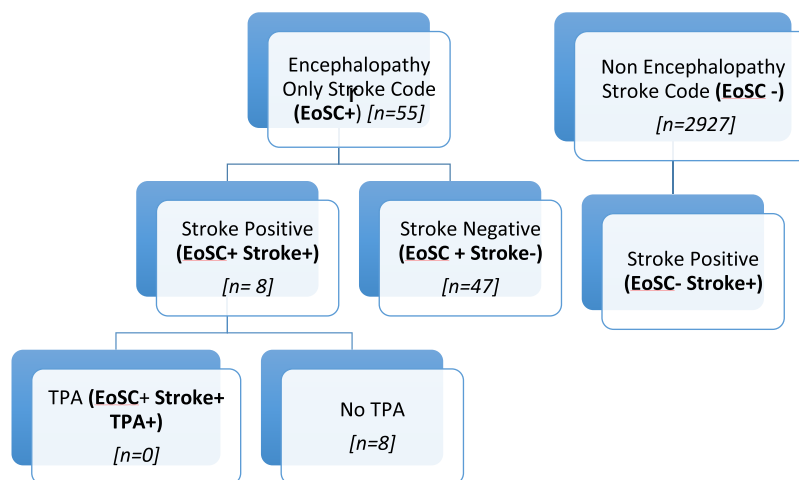 Encephalopathy
Only Stroke Code
(EoSC+) [n=55]
Non Encephalopathy
Stroke Code (EoSC -)
[n=2927]
Stroke Positive
(EoSC+ Stroke+)
[n= 8]
Stroke Negative
(EoSC + Stroke-)
[n=47]
Stroke Positive
(EoSC- Stroke+)
TPA (EoSC+ Stroke+
TPA+)
[n=0]
No TPA
[n=8]